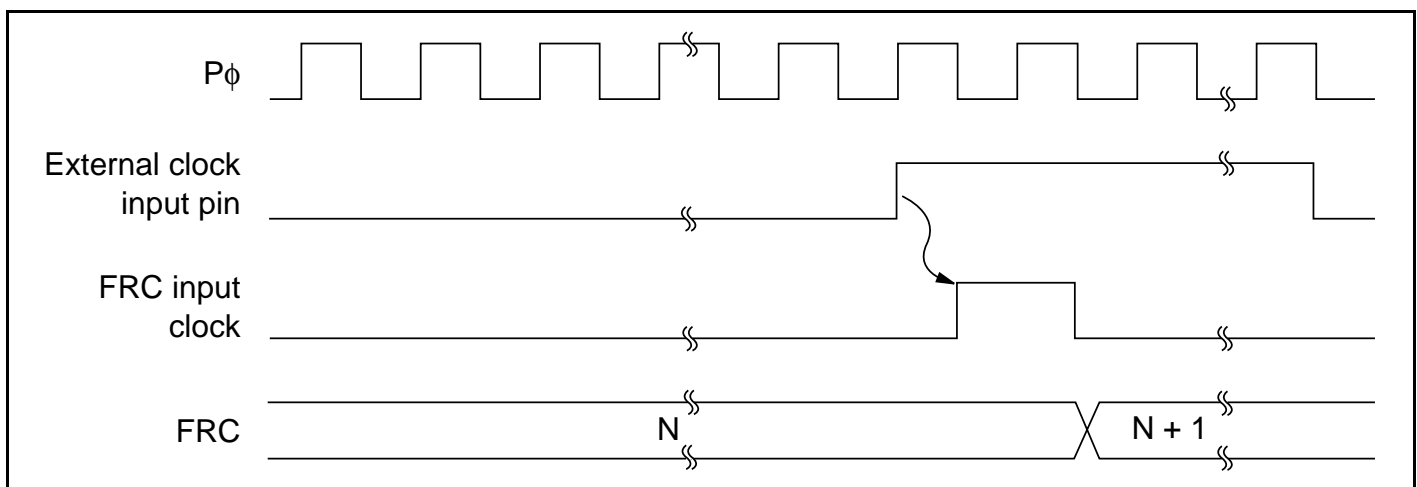 Pϕ
External clock
input pin
FRC input
clock
FRC
N
N + 1